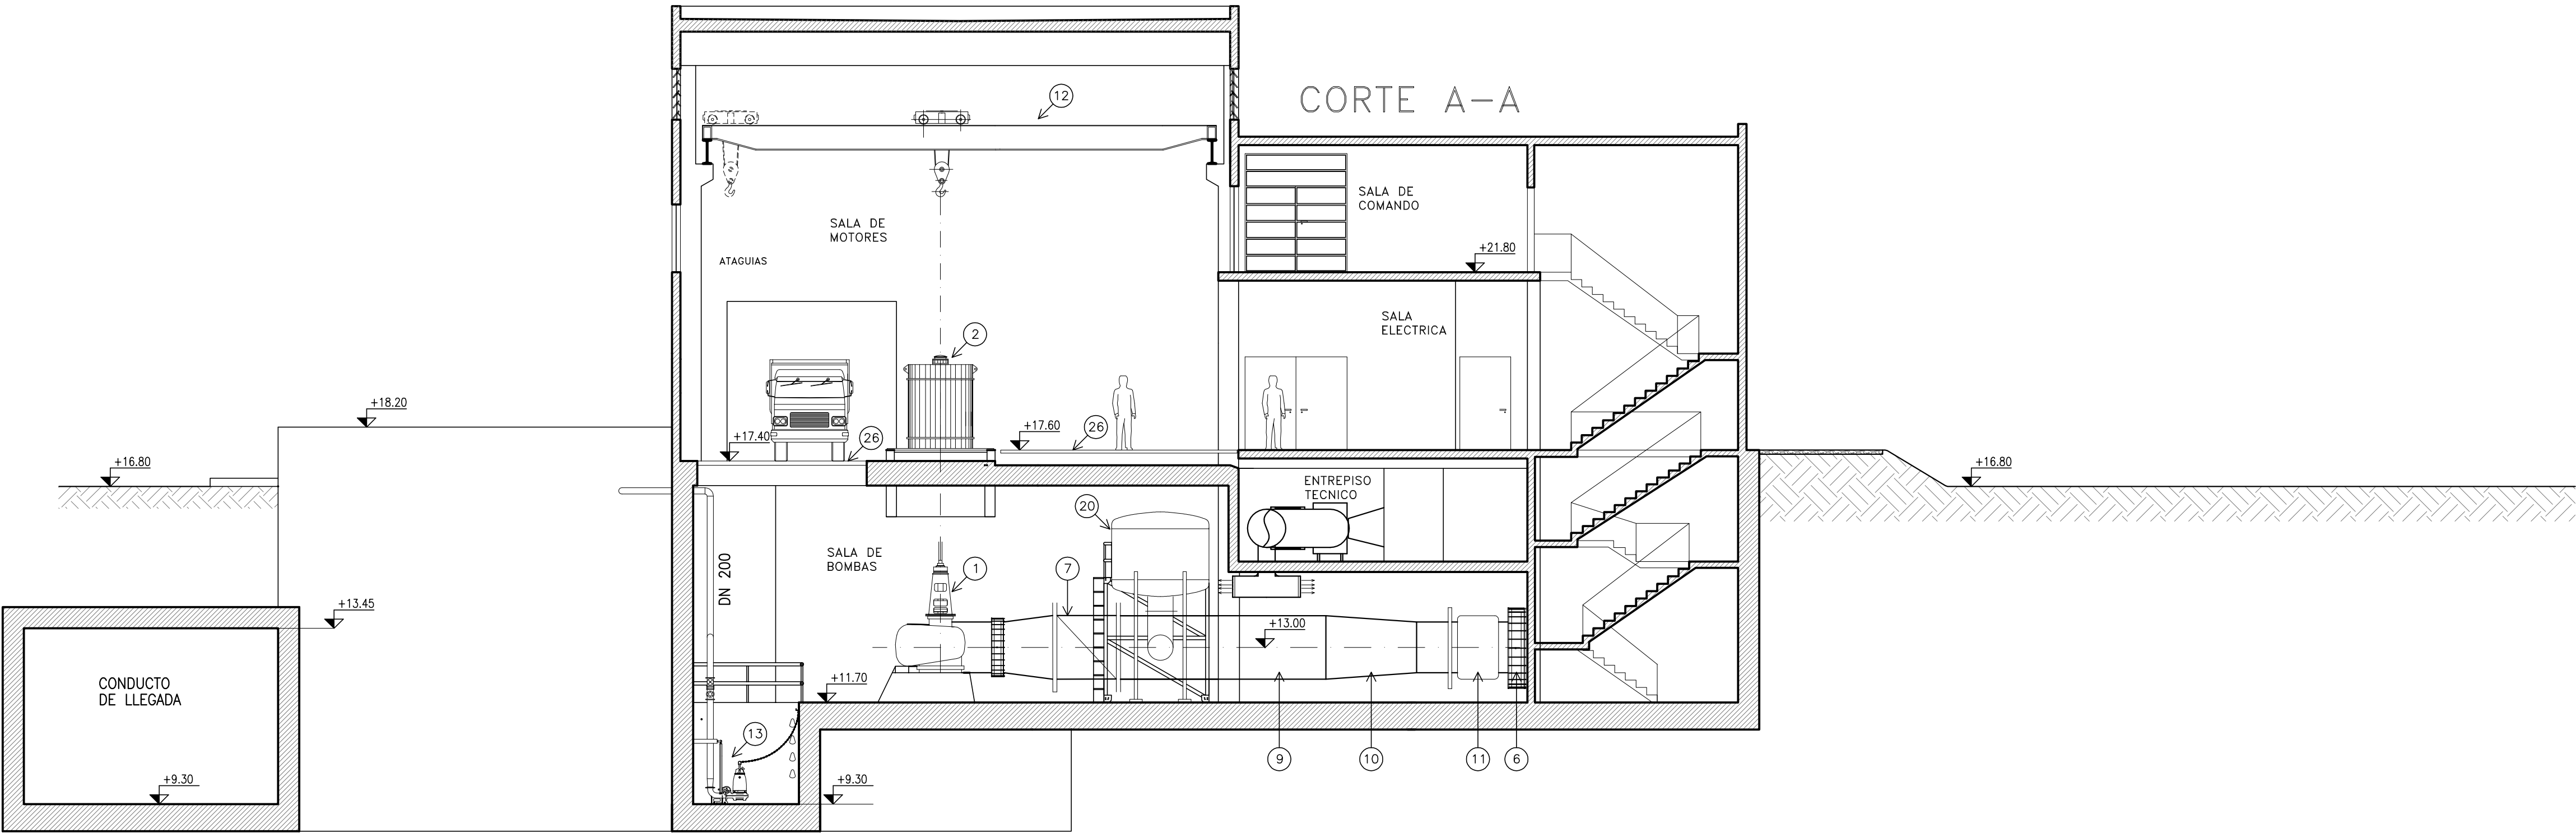 CORTE A-A
12
SALA DE
COMANDO
SALA DE
MOTORES
+21.80
ATAGUIAS
SALA
ELECTRICA
2
+18.20
+17.40
26
+17.60
26
+16.80
+16.80
ENTREPISO
TECNICO
20
SALA DE
BOMBAS
DN 200
1
7
+13.45
+13.00
CONDUCTO
DE LLEGADA
+11.70
13
9
10
11
6
+9.30
+9.30